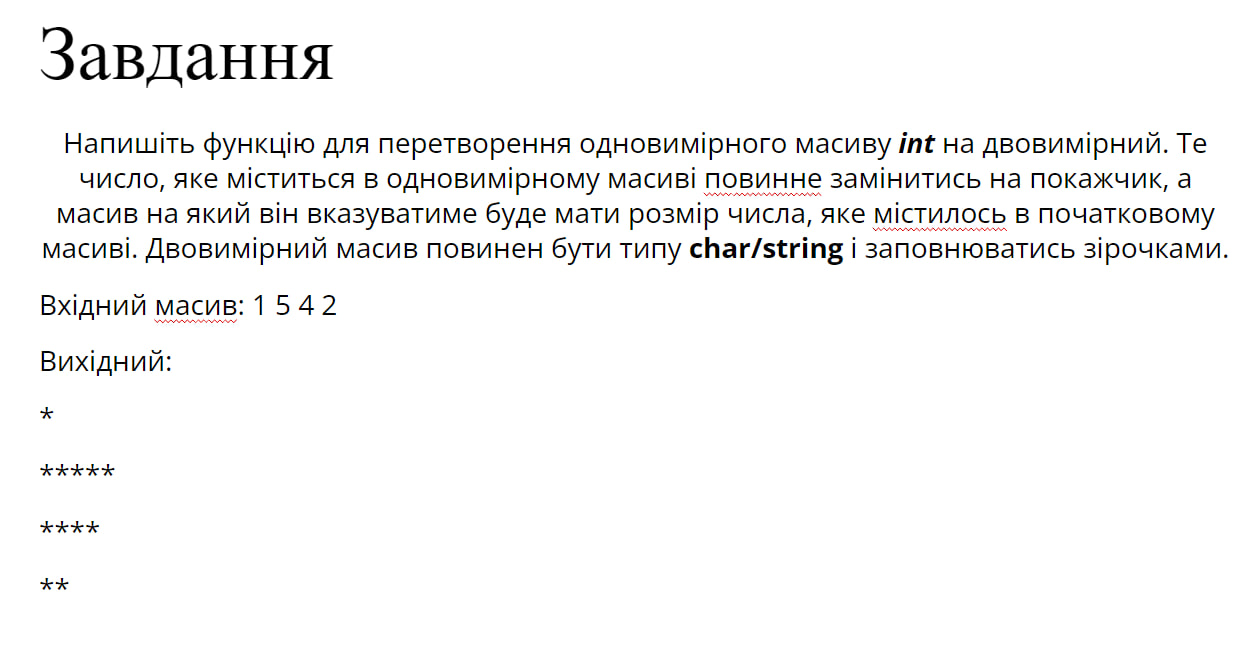 Завдання
Напишіть функцію для перетворення одновимірного масиву int на двовимірний. Те
число, яке міститься в одновимірному масиві повинне замінитись на покажчик, а
масив на який він вказуватиме буде мати розмір числа, яке містилось в початковому
масиві. Двовимірний масив повинен бути типу char/string і заповнюватись зірочками.
Вхідний масив: 1 5 4 2
Вихідний:
*
*****
****
**